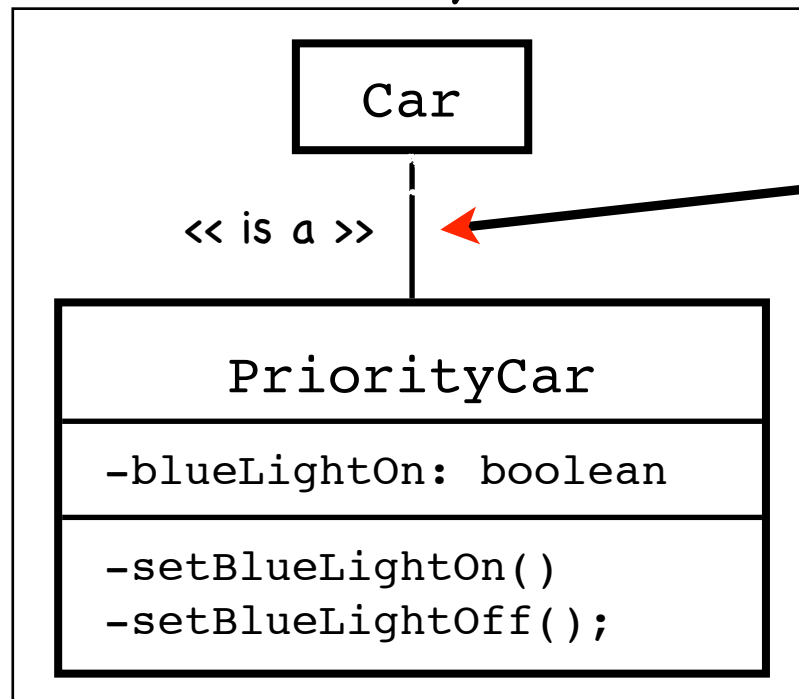 Car
<< is a >>
PriorityCar
-blueLightOn: boolean
-setBlueLightOn()
-setBlueLightOff();